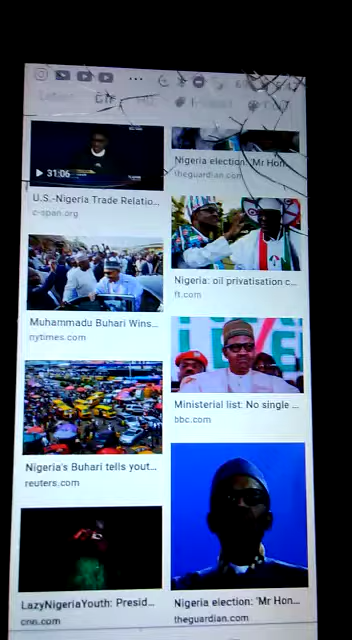 GIF
HD
31:06
U.S.-Nigeria Trade Relatio...
c-span.org
Nigeria election: 'Mr Hon...
theguardian.com
Nigeria: oil privatisation c...
ft.com
Muhammadu Buhari Wins...
nytimes.com
Ministerial list: No single ...
bbc.com
Nigeria's Buhari tells yout...
reuters.com
LazyNigeriaYouth: Presid...
cnn.com
Nigeria election: 'Mr Hon...
theguardian.com